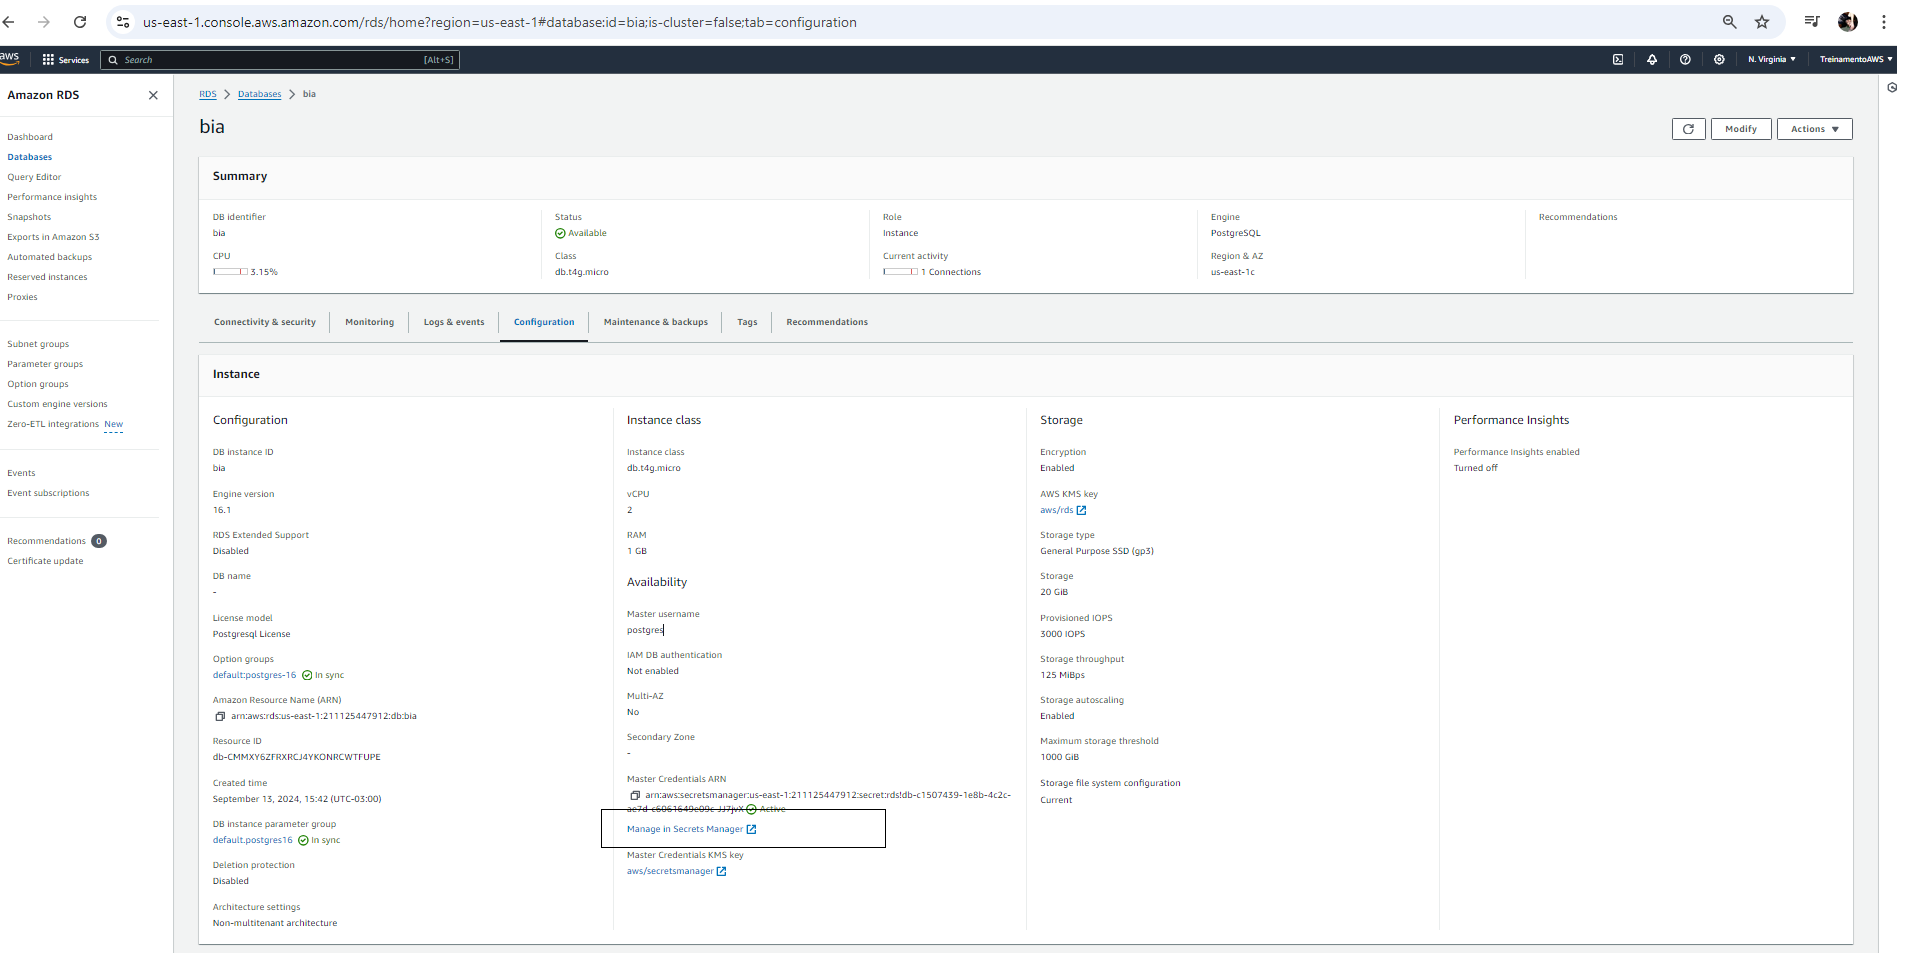 us-east-1.console.aws.amazon.com/rds/home?region=us-east-1#database:id=bia;is-cluster=false;tab=configuration
aws
Services
Search
[Alt+S]
N. Virginia
TreinamentoAWS
Amazon RDS
Dashboard
Databases
Query Editor
Performance insights
Snapshots
Exports in Amazon S3
Automated backups
Reserved instances
Proxies
Subnet groups
Parameter groups
Option groups
Custom engine versions
Zero-ETL integrations New
Events
Event subscriptions
Recommendations 0
Certificate update
RDS > Databases > bia
bia
Modify
Actions
Summary
DB identifier
bia
CPU
3.15%
Status
Available
Class
db.t4g.micro
Role
Instance
Current activity
1 Connections
Engine
PostgreSQL
Region & AZ
us-east-1c
Recommendations
Connectivity & security
Monitoring
Logs & events
Configuration
Maintenance & backups
Tags
Recommendations
Instance
Configuration
DB instance ID
bia
Engine version
16.1
RDS Extended Support
Disabled
DB name
-
License model
Postgresql License
Option groups
default:postgres-16 In sync
Amazon Resource Name (ARN)
arn:aws:rds:us-east-1:211125447912:db:bia
Resource ID
db-CMMXY6ZFRXRCJ4YKONRCWTFUPE
Created time
September 13, 2024, 15:42 (UTC-03:00)
DB instance parameter group
default.postgres16 In sync
Deletion protection
Disabled
Architecture settings
Non-multitenant architecture
Instance class
Instance class
db.t4g.micro
vCPU
2
RAM
1 GB
Availability
Master username
postgres
IAM DB authentication
Not enabled
Multi-AZ
No
Secondary Zone
-
Master Credentials ARN
arn:aws:secretsmanager:us-east-1:211125447912:secret:rds!db-c1507439-1e8b-4c2c-
ae7d-c6061649e09c-JJ7jvX Active
Manage in Secrets Manager
Master Credentials KMS key
aws/secretsmanager
Storage
Encryption
Enabled
AWS KMS key
aws/rds
Storage type
General Purpose SSD (gp3)
Storage
20 GiB
Provisioned IOPS
3000 IOPS
Storage throughput
125 MiBps
Storage autoscaling
Enabled
Maximum storage threshold
1000 GiB
Storage file system configuration
Current
Performance Insights
Performance Insights enabled
Turned off